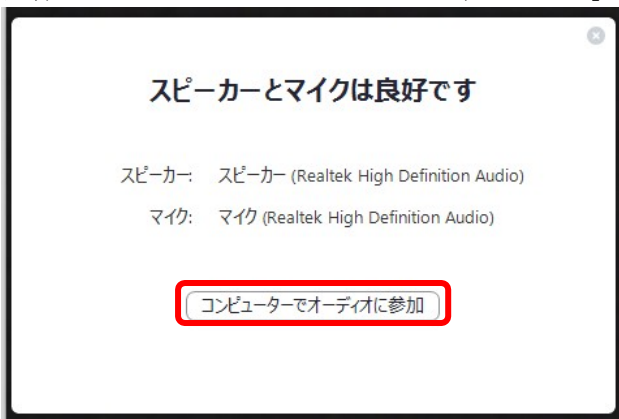 スピーカーとマイクは良好です
スピーカー: スピーカー (Realtek High Definition Audio)
マイク: マイク (Realtek High Definition Audio)
コンピューターでオーディオに参加